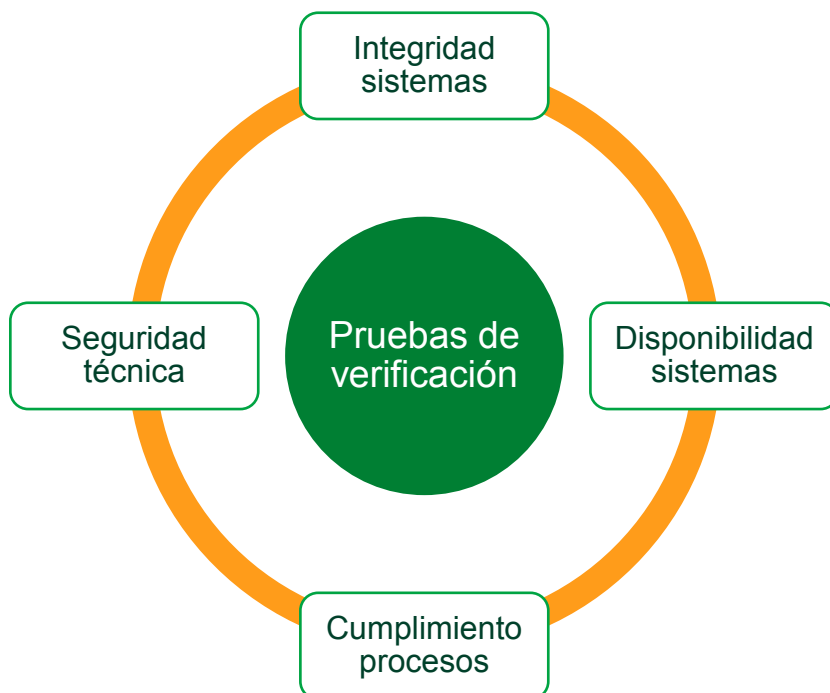 Integridad
sistemas
Seguridad
técnica
Pruebas de
verificación
Disponibilidad
sistemas
Cumplimiento
procesos